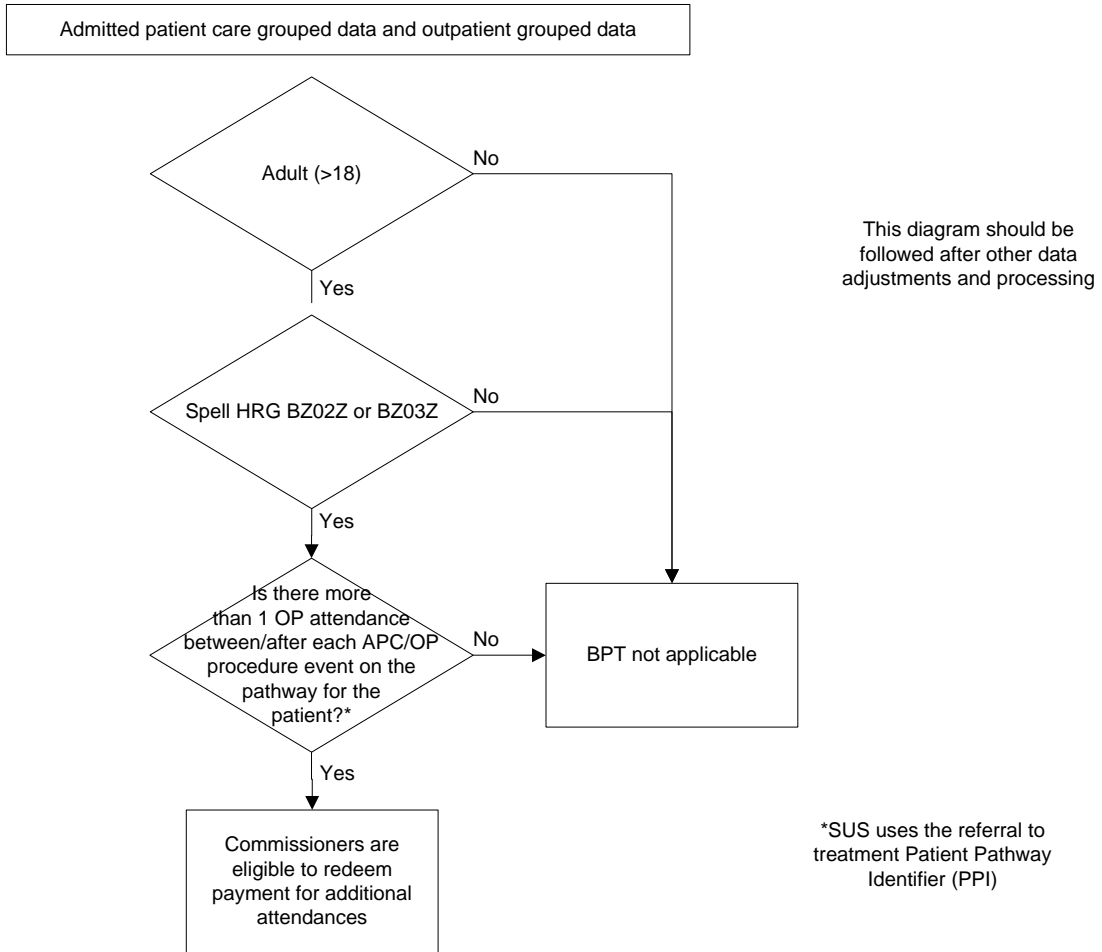 Admitted patient care grouped data and outpatient grouped data
Adult (>18)
No
Yes
This diagram should be
followed after other data
adjustments and processing
Spell HRG BZ02Z or BZ03Z
No
Yes
Is there more
than 1 OP attendance
between/after each APC/OP
procedure event on the
pathway for the
patient?*
No
BPT not applicable
Yes
Commissioners are
eligible to redeem
payment for additional
attendances
*SUS uses the referral to
treatment Patient Pathway
Identifier (PPI)